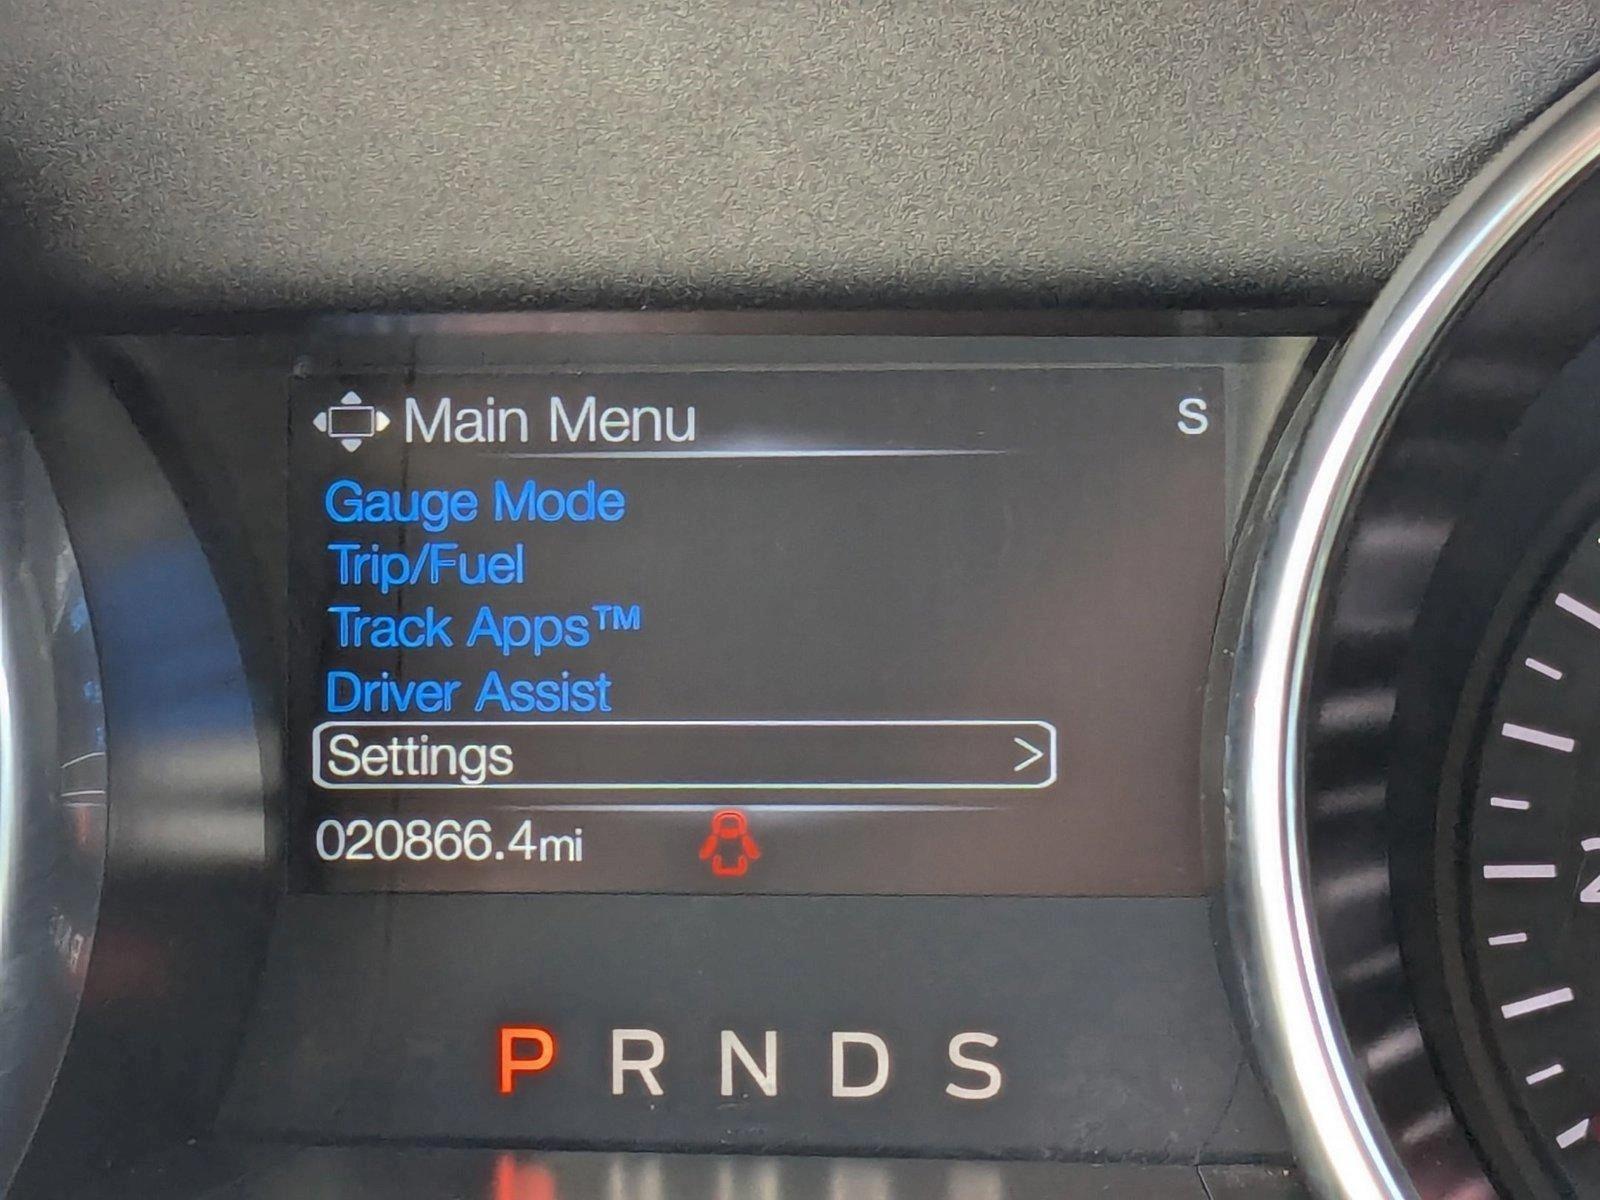 Main Menu S
Gauge Mode
Trip/Fuel
Track Apps™
Driver Assist
Settings >
020866.4mi
P R N D S